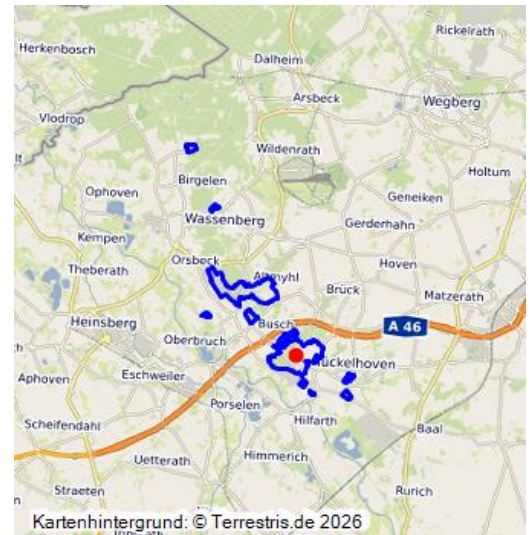 Rickelrath
Herkenbosch
Dalheim
Arsbeck
Wegberg
Vlodrop
Wildenrath
Holtum
Birgelen
Ophoven
Geneiken
Wassenberg
Gerderhahn
Kempen
Orsbeck
Hoven
Theberath
Altmyhl
Brück
Matzerath
Heinsberg
Busch
A 46
Oberbruch
ückelhoven
Aphoven
Eschweiler
Porselen
Hilfarth
Scheifendahl
Baal
Himmerich
Uetterath
Straeten
Rurich
Kartenhintergrund: © Terrestris.de 2026